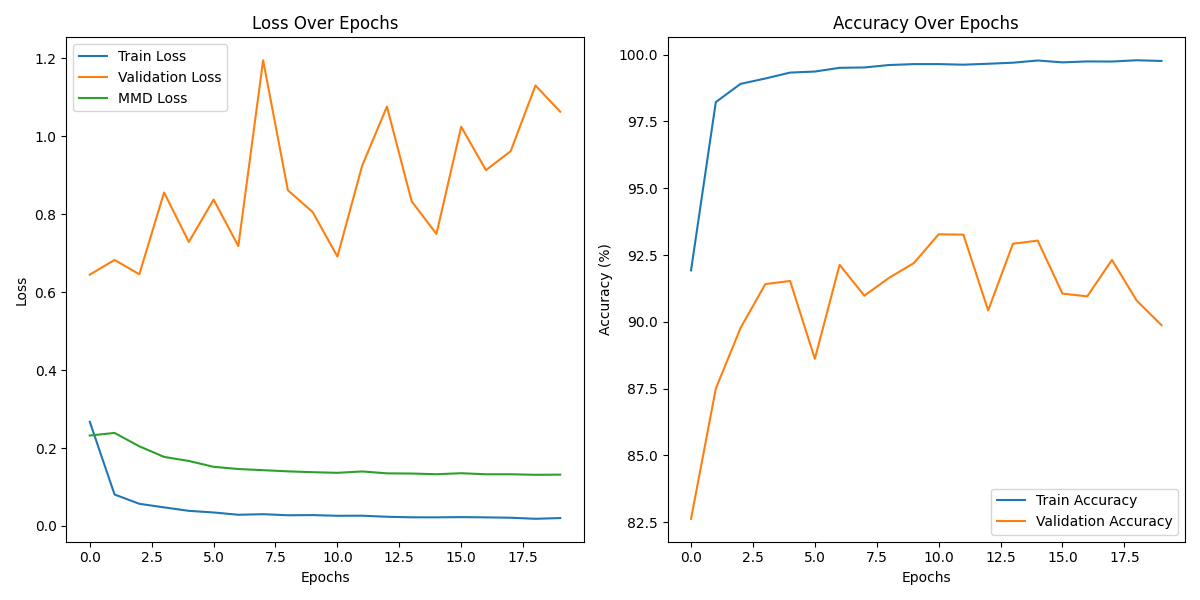 Loss Over Epochs
Train Loss
Validation Loss
MMD Loss
Loss
1.2
1.0
0.8
0.6
0.4
0.2
0.0
0.0 2.5 5.0 7.5 10.0 12.5 15.0 17.5
Epochs
Accuracy Over Epochs
Accuracy (%)
100.0
97.5
95.0
92.5
90.0
87.5
85.0
82.5
Train Accuracy
Validation Accuracy
0.0 2.5 5.0 7.5 10.0 12.5 15.0 17.5
Epochs